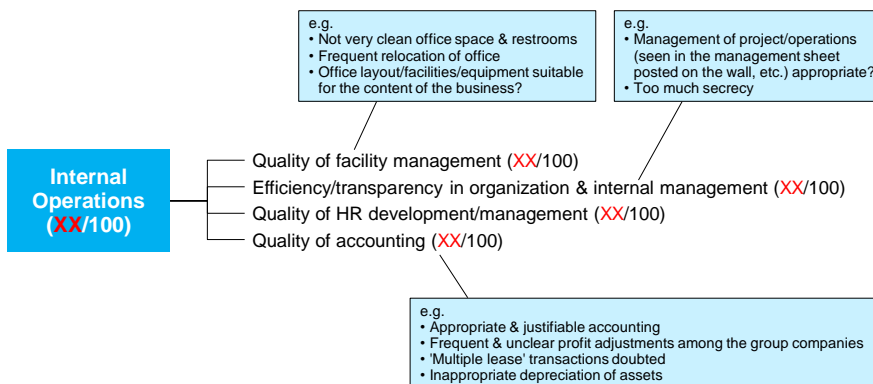 e.g.
• Not very clean office space & restrooms
• Frequent relocation of office
• Office layout/facilities/equipment suitable
for the content of the business?
e.g.
• Management of project/operations
(seen in the management sheet
posted on the wall, etc.) appropriate?
• Too much secrecy
Internal
Operations
(XX/100)
Quality of facility management (XX/100)
Efficiency/transparency in organization & internal management (XX/100)
Quality of HR development/management (XX/100)
Quality of accounting (XX/100)
e.g.
• Appropriate & justifiable accounting
• Frequent & unclear profit adjustments among the group companies
• 'Multiple lease' transactions doubted
• Inappropriate depreciation of assets